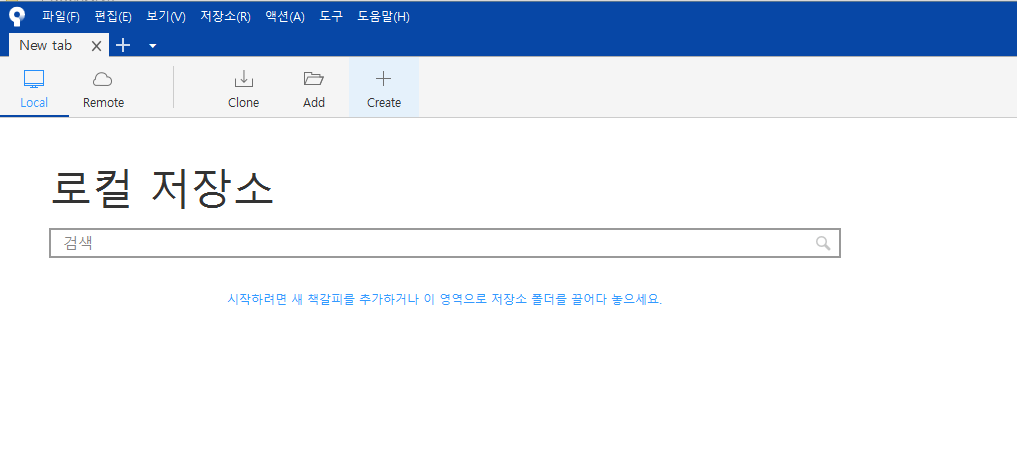 파일(F) 편집(E) 보기(V) 저장소(R) 액션(A) 도구 도움말(H)
New tab
Local Remote Clone Add Create
로컬 저장소
검색
시작하려면 새 책갈피를 추가하거나 이 영역으로 저장소 폴더를 끌어다 놓으세요.